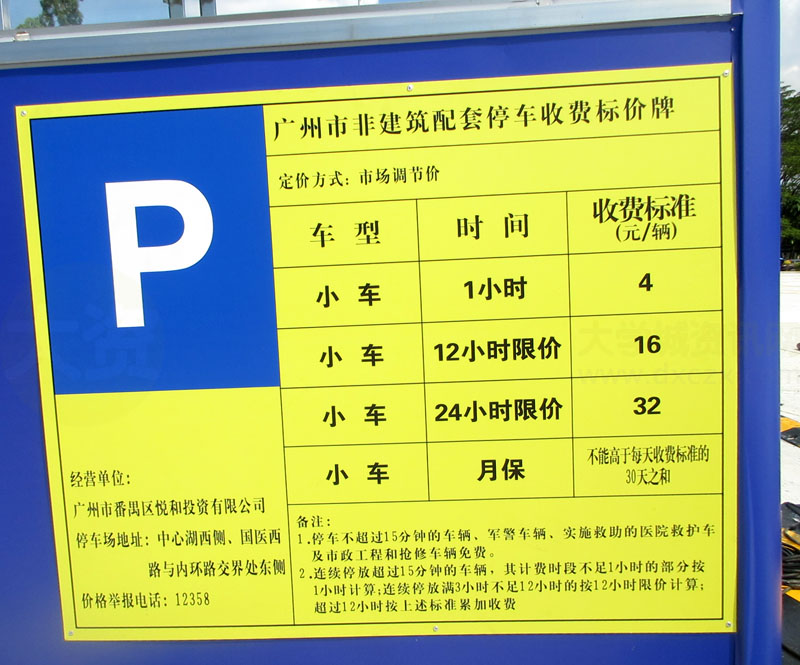 P
广州市非建筑配套停车收费标价牌
定价方式：市场调节价
车 型 时 间 收费标准(元/辆)
小 车 1小时 4
小 车 12小时限价 16
小 车 24小时限价 32
小 车 月保 不能高于每天收费标准的30天之和
经营单位：
广州市番禺区悦和投资有限公司
停车场地址：中心湖西侧、国医西
路与内环路交界处东侧
价格举报电话：12358
备注：
1.停车不超过15分钟的车辆、军警车辆、实施救助的医院救护车
及市政工程和抢修车辆免费。
2.连续停放超过15分钟的车辆，其计费时段不足1小时的部分按
1小时计算；连续停放满3小时不足12小时的按12小时限价计算；
超过12小时按上述标准累加收费